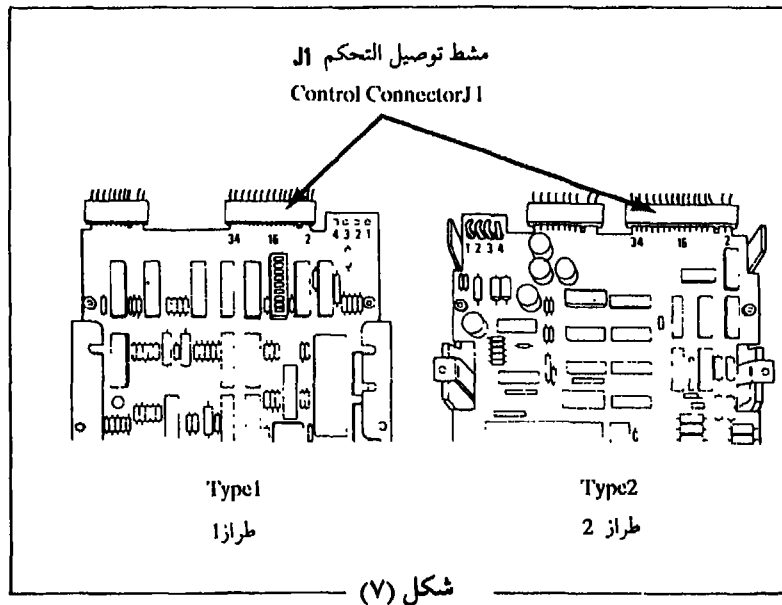 مشط توصيل التحكم J1
Control ConnectorJ1
34 16 2
4 3 2 1
1 2 3 4
34 16 2
Type1
طراز1
Type2
طراز 2
شكل (٧)